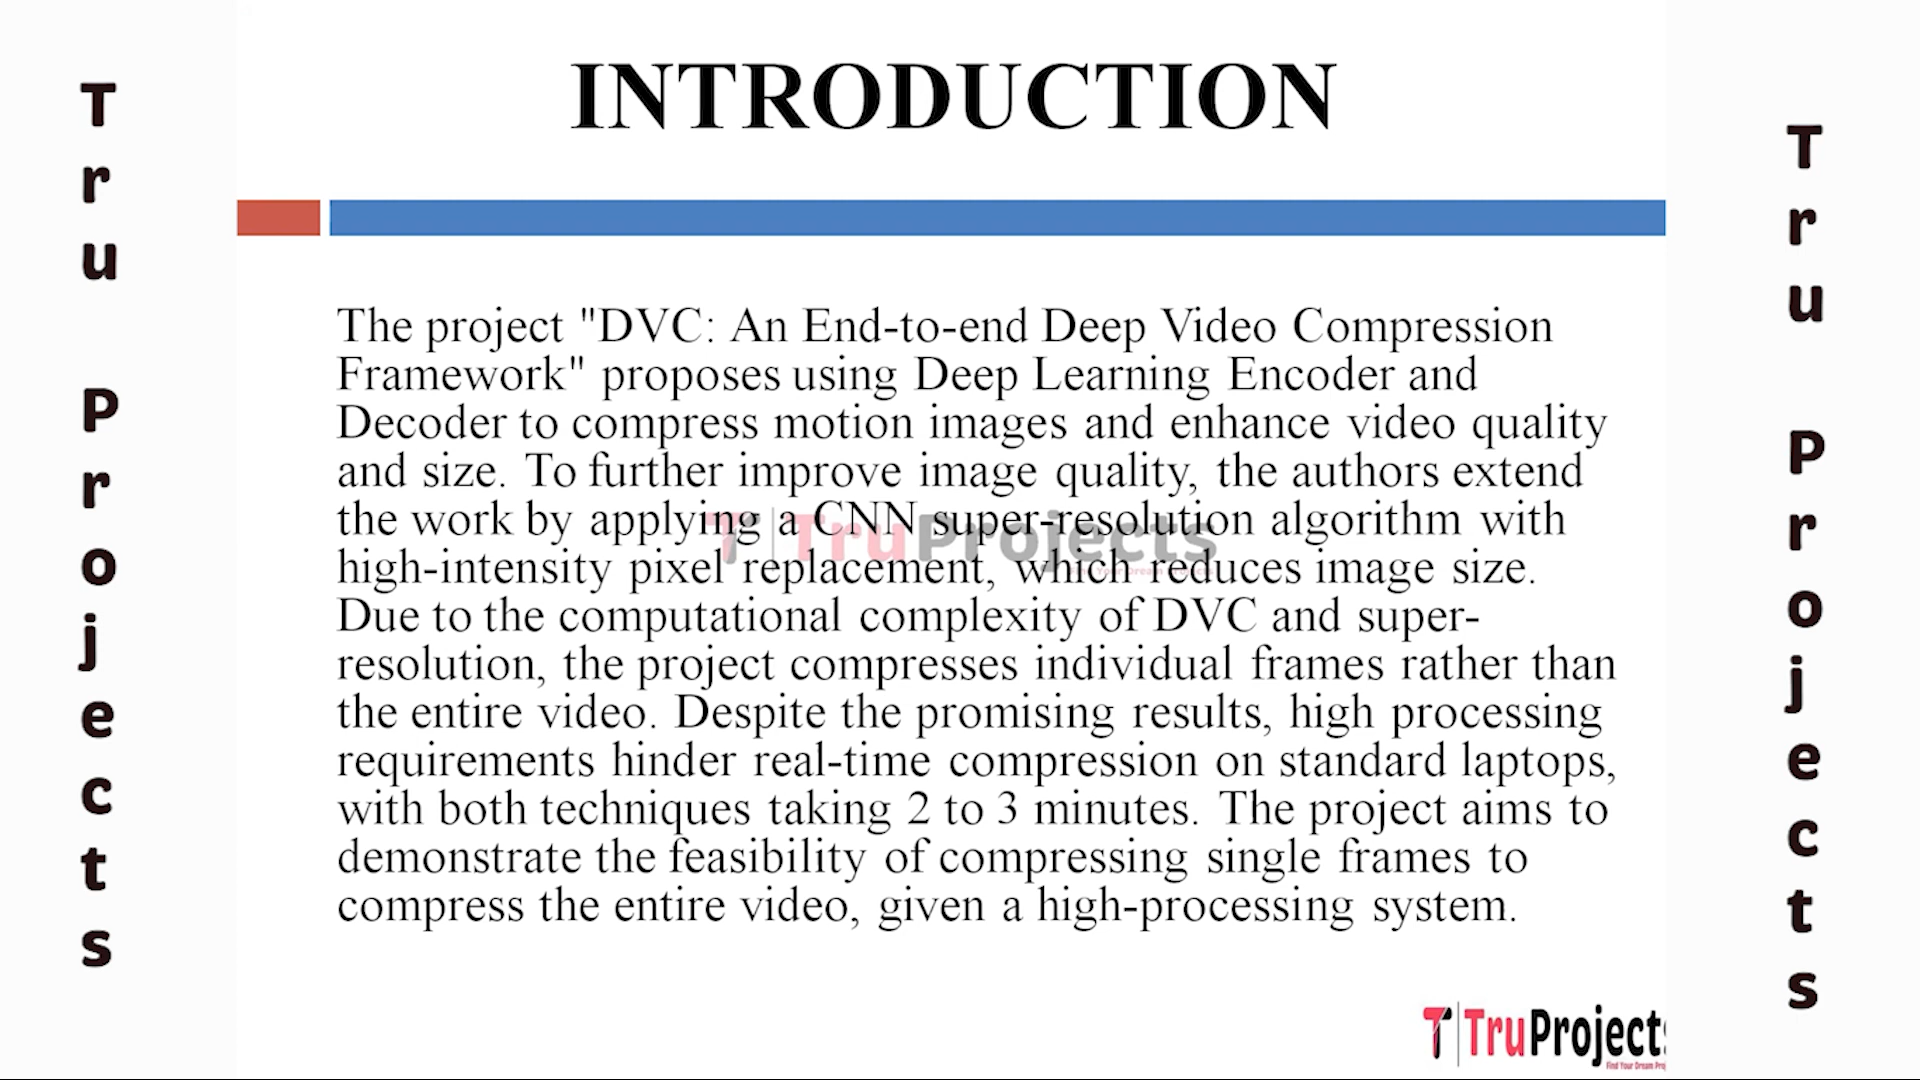 INTRODUCTION
The project "DVC: An End-to-end Deep Video Compression
Framework" proposes using Deep Learning Encoder and
Decoder to compress motion images and enhance video quality
and size. To further improve image quality, the authors extend
the work by applying a CNN super-resolution algorithm with
high-intensity pixel replacement, which reduces image size.
Due to the computational complexity of DVC and super-
resolution, the project compresses individual frames rather than
the entire video. Despite the promising results, high processing
requirements hinder real-time compression on standard laptops,
with both techniques taking 2 to 3 minutes. The project aims to
demonstrate the feasibility of compressing single frames to
compress the entire video, given a high-processing system.
Tru Projects
Tru Projects
TruProjects
TruProjects
Find Your Dream Proj